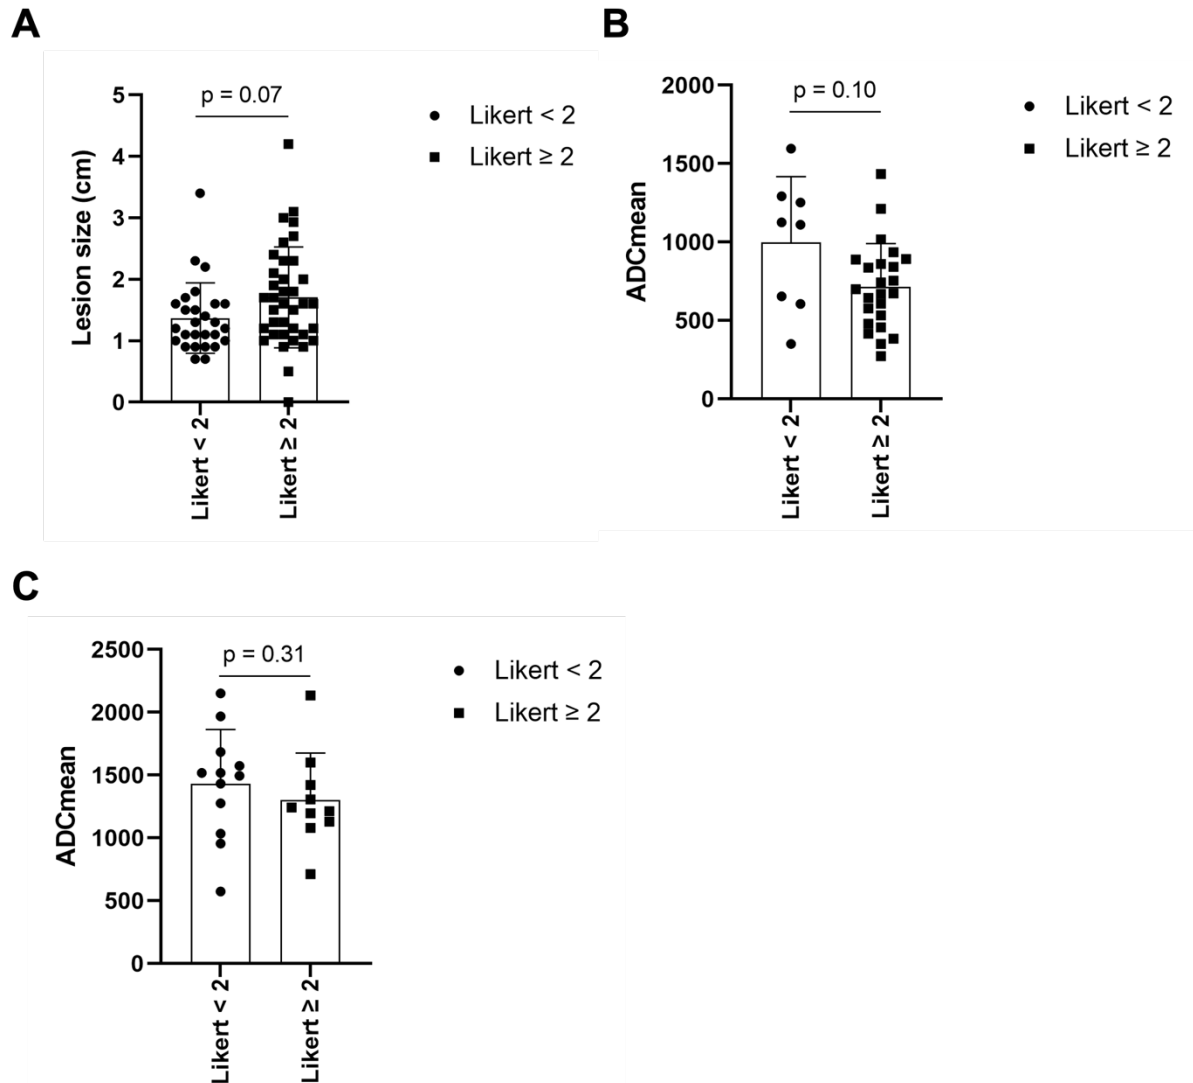 A
5
4
3
2
1
0
Lesion size (cm)
p = 0.07
Likert < 2
Likert ≥ 2
Likert < 2
Likert ≥ 2
B
2000
1500
1000
500
0
ADCmean
p = 0.10
Likert < 2
Likert ≥ 2
Likert < 2
Likert ≥ 2
C
2500
2000
1500
1000
500
0
ADCmean
p = 0.31
Likert < 2
Likert ≥ 2
Likert < 2
Likert ≥ 2